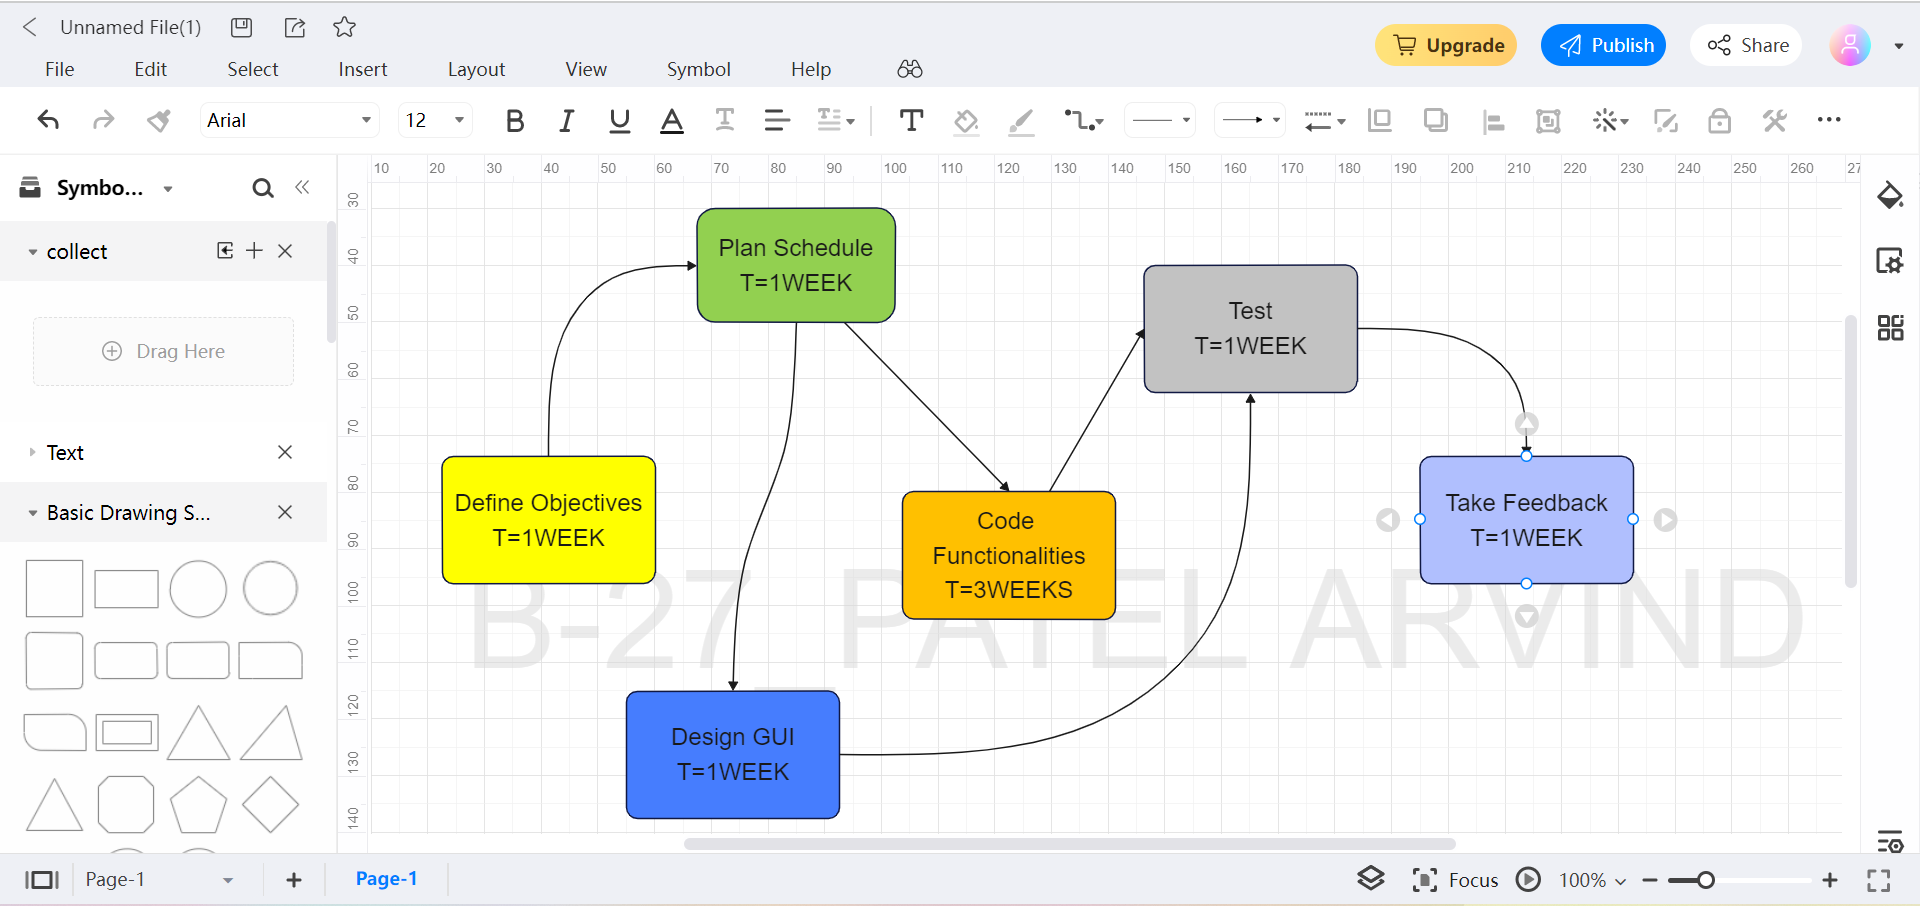 Unnamed File(1)
File Edit Select Insert Layout View Symbol Help
Upgrade
Publish
Share
Arial
12
B I U A T T
10 20 30 40 50 60 70 80 90 100 110 120 130 140 150 160 170 180 190 200 210 220 230 240 250 260 27
Symbo...
collect
Drag Here
Text
Basic Drawing S...
30
40
50
60
70
80
90
100
110
120
130
140
Plan Schedule
T=1WEEK
Test
T=1WEEK
Define Objectives
T=1WEEK
Code
Functionalities
T=3WEEKS
Take Feedback
T=1WEEK
B-27 PATEL ARVIND
Design GUI
T=1WEEK
Page-1
Page-1
Focus
100%